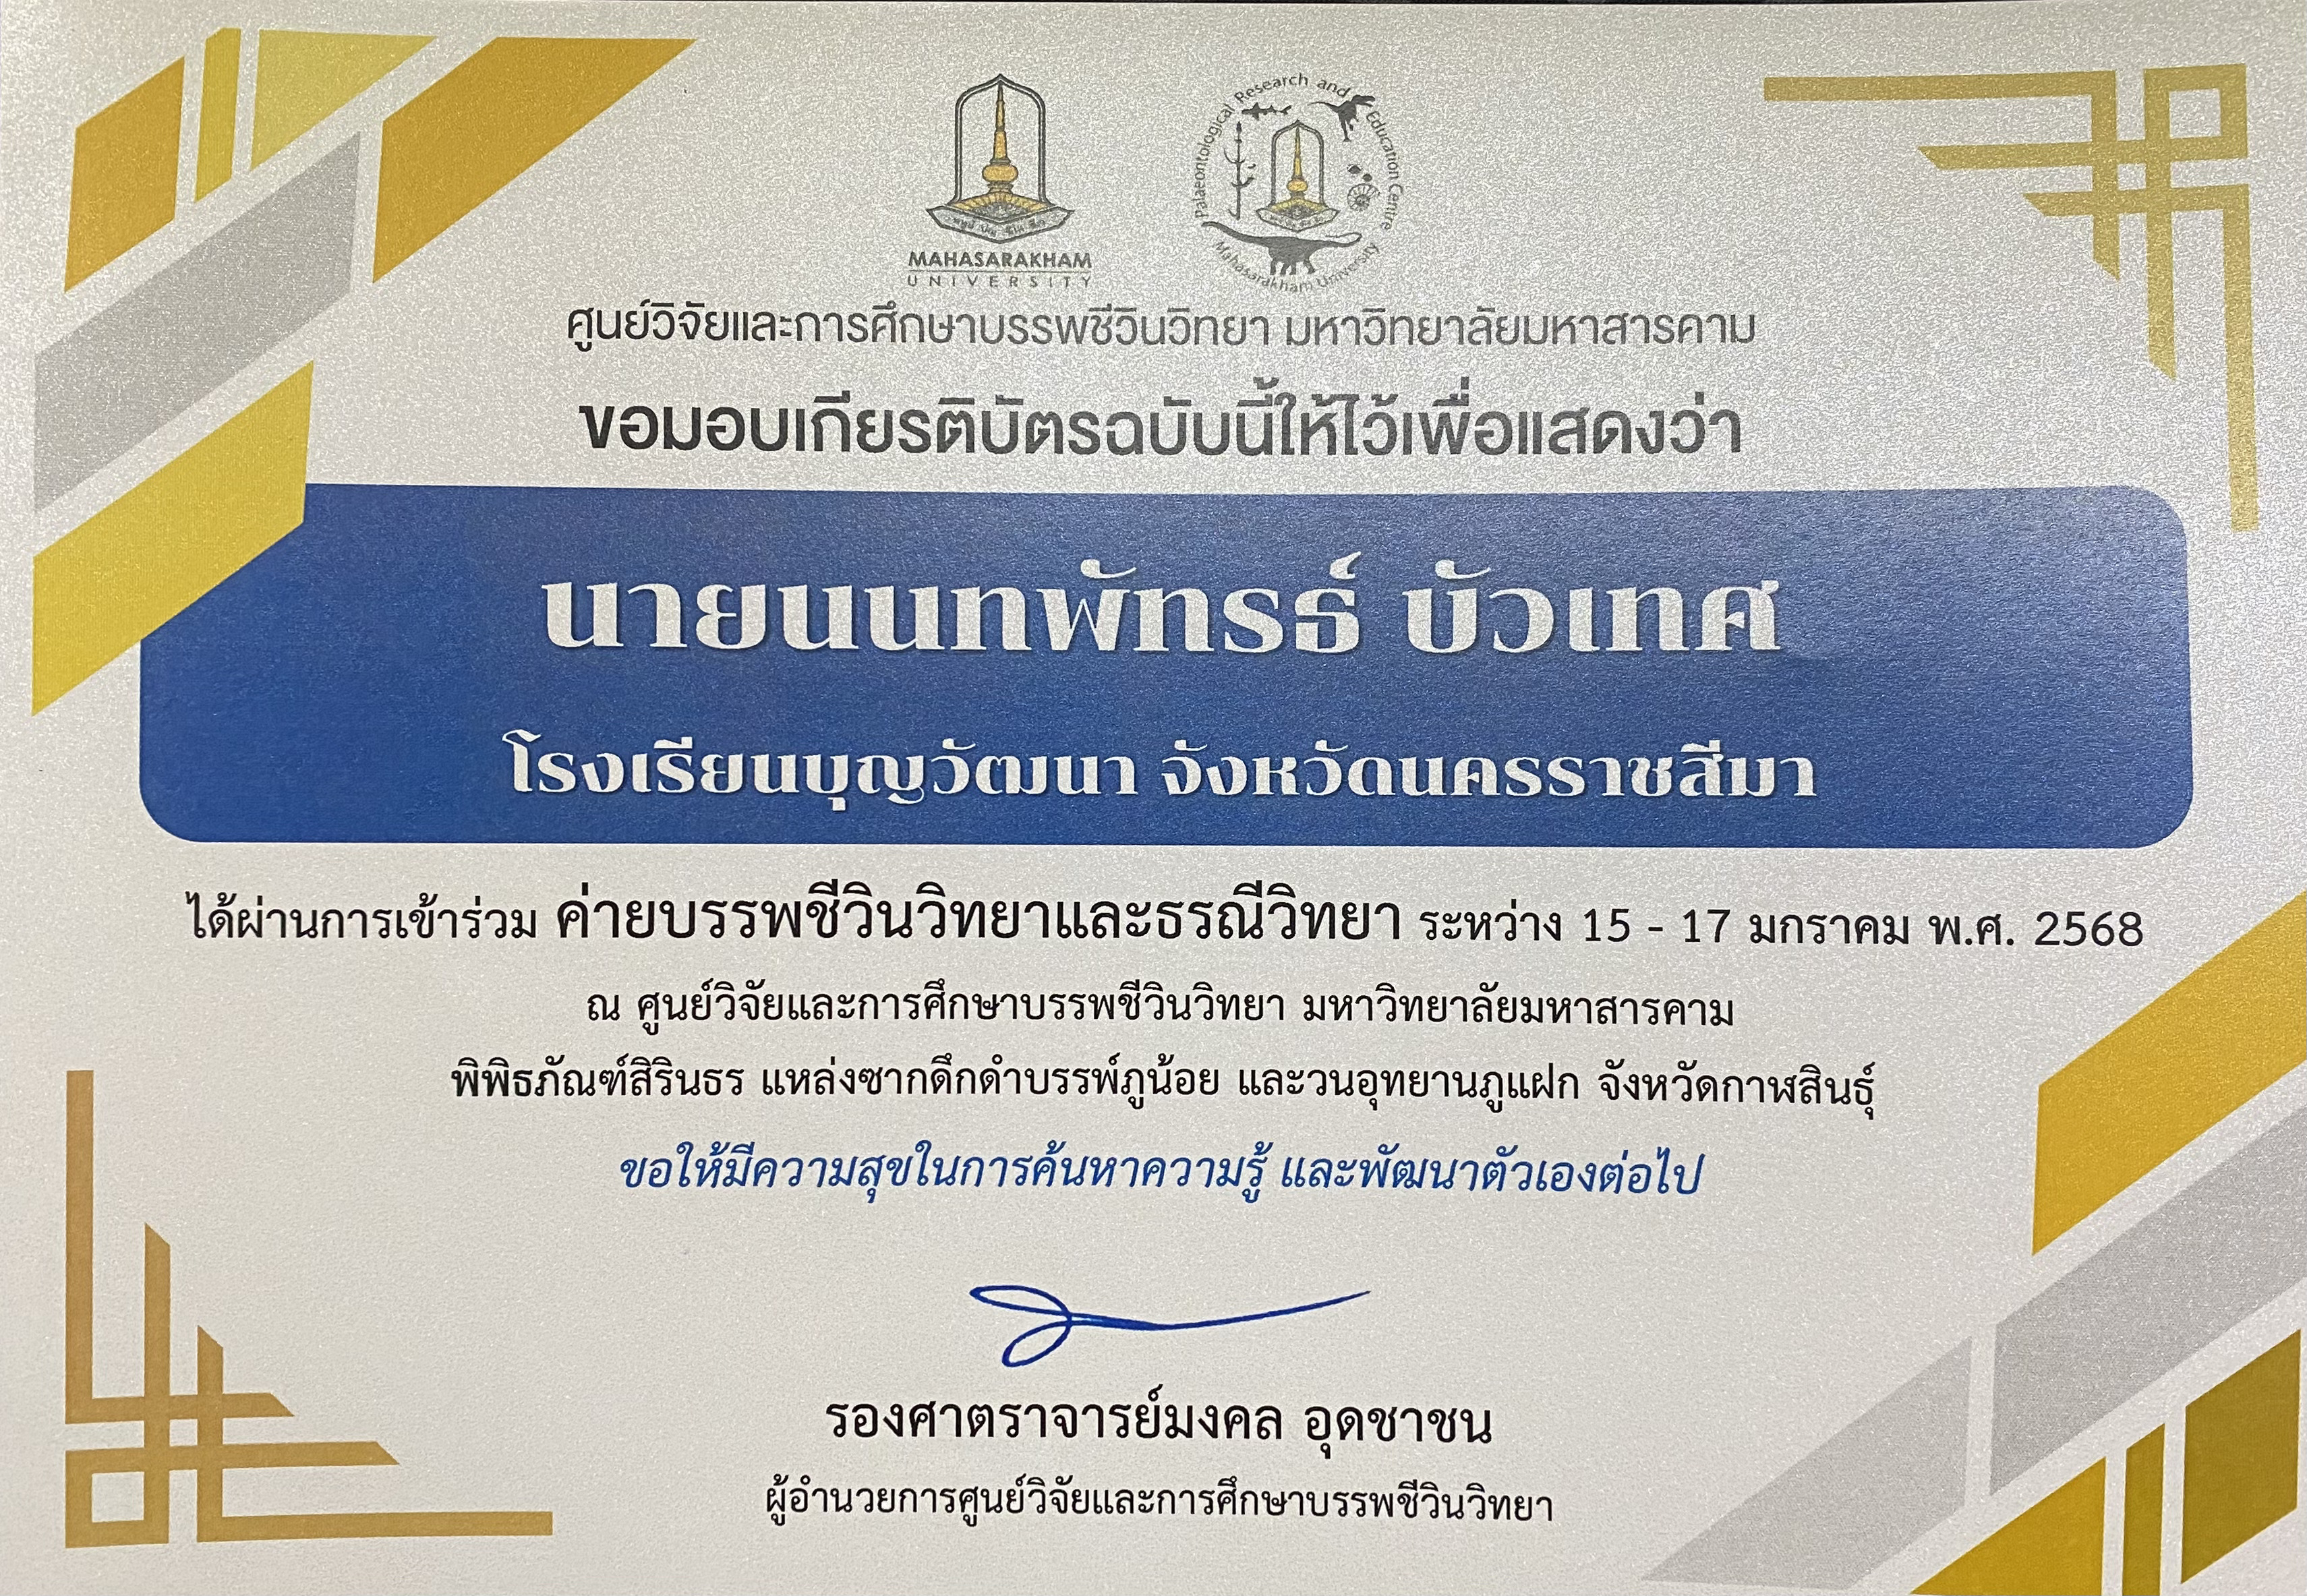 MAHASARAKHAM
UNIVERSITY
Palaeontological Research and Education Centre
Mahasarakham University
ศูนย์วิจัยและการศึกษาบรรพชีวินวิทยา มหาวิทยาลัยมหาสารคาม
ขอมอบเกียรติบัตรฉบับนี้ให้ไว้เพื่อแสดงว่า
นายนนทพัทรธ์ บัวเทศ
โรงเรียนบุญวัฒนา จังหวัดนครราชสีมา
ได้ผ่านการเข้าร่วม ค่ายบรรพชีวินวิทยาและธรณีวิทยา ระหว่าง 15 - 17 มกราคม พ.ศ. 2568
ณ ศูนย์วิจัยและการศึกษาบรรพชีวินวิทยา มหาวิทยาลัยมหาสารคาม
พิพิธภัณฑ์สิรินธร แหล่งซากดึกดำบรรพ์ภูน้อย และวนอุทยานภูแฝก จังหวัดกาฬสินธุ์
ขอให้มีความสุขในการค้นหาความรู้ และพัฒนาตัวเองต่อไป
รองศาตราจารย์มงคล อุดชาชน
ผู้อำนวยการศูนย์วิจัยและการศึกษาบรรพชีวินวิทยา